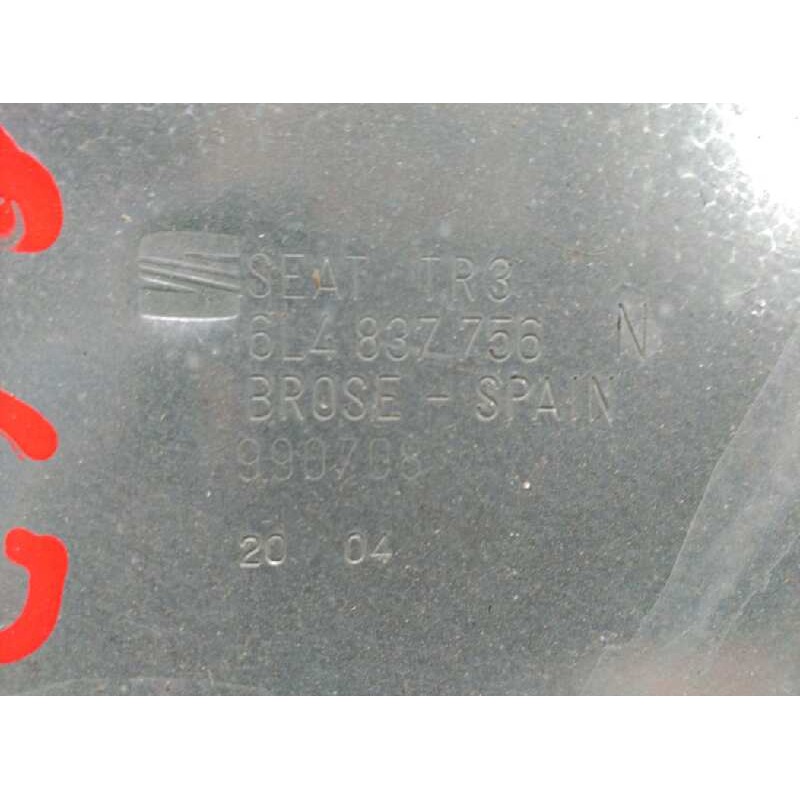 SEAT TR3
6L4 837 756 N
BROSE - SPAIN
990708
20 04